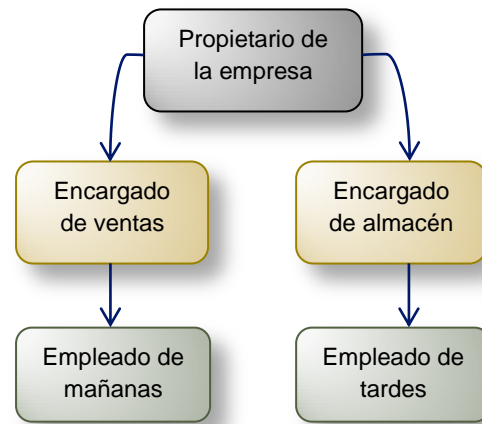 Propietario de
la empresa
Encargado
de ventas
Encargado
de almacén
Empleado de
mañanas
Empleado de
tardes